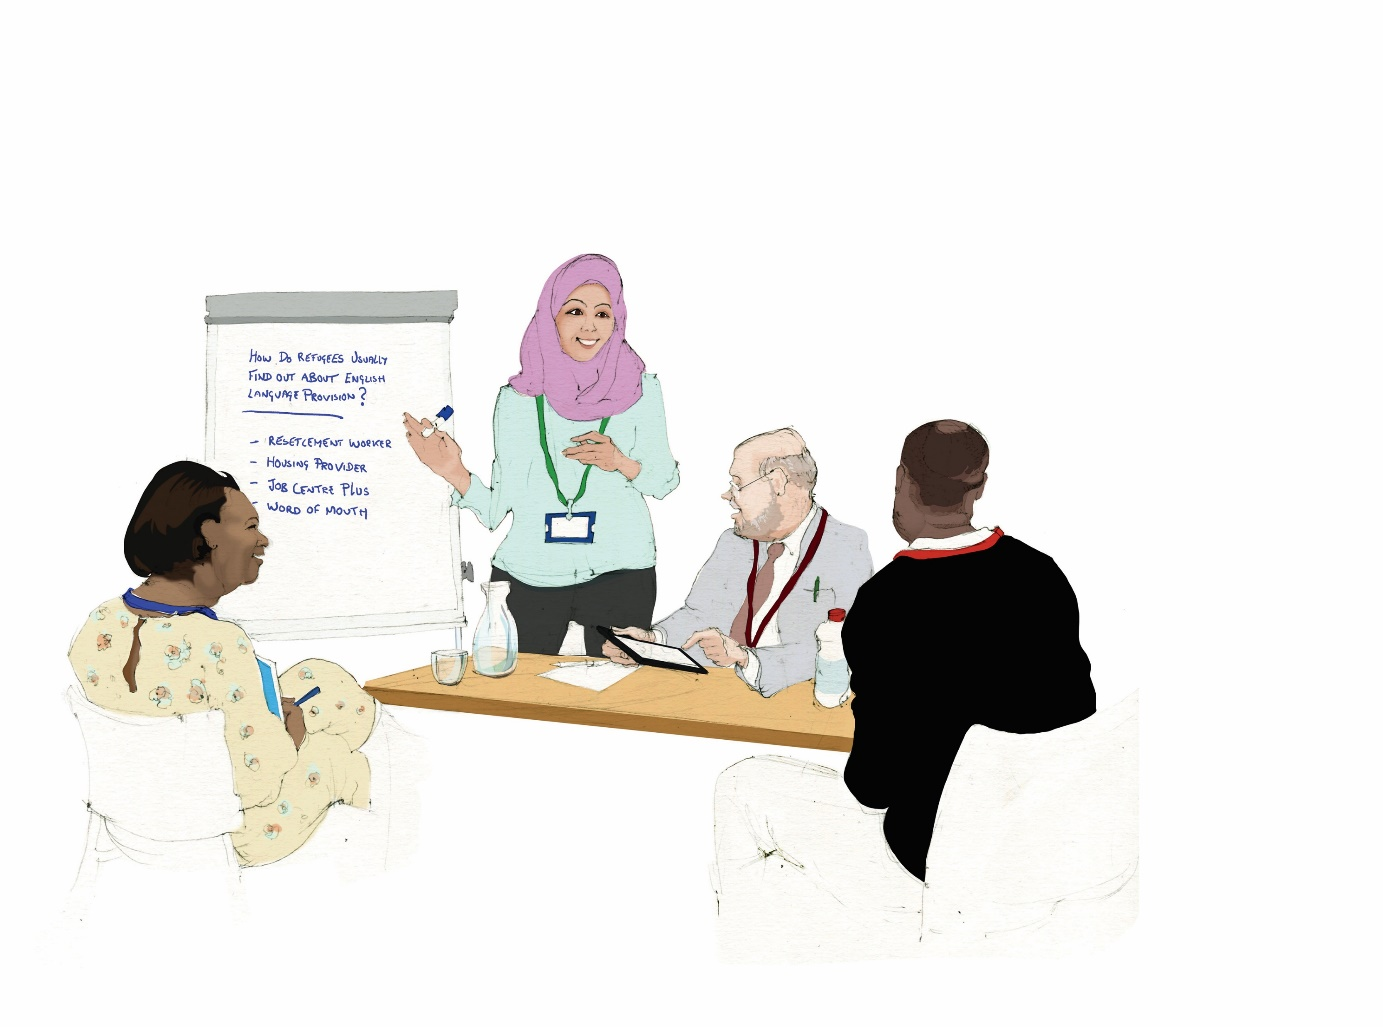 HOW DO REFUGEES USUALLY
FIND OUT ABOUT ENGLISH
LANGUAGE PROVISION?
- RESETLEMENT WORKER
- HOUSING PROVIDER
- JOB CENTRE PLUS
- WORD OF MOUTH